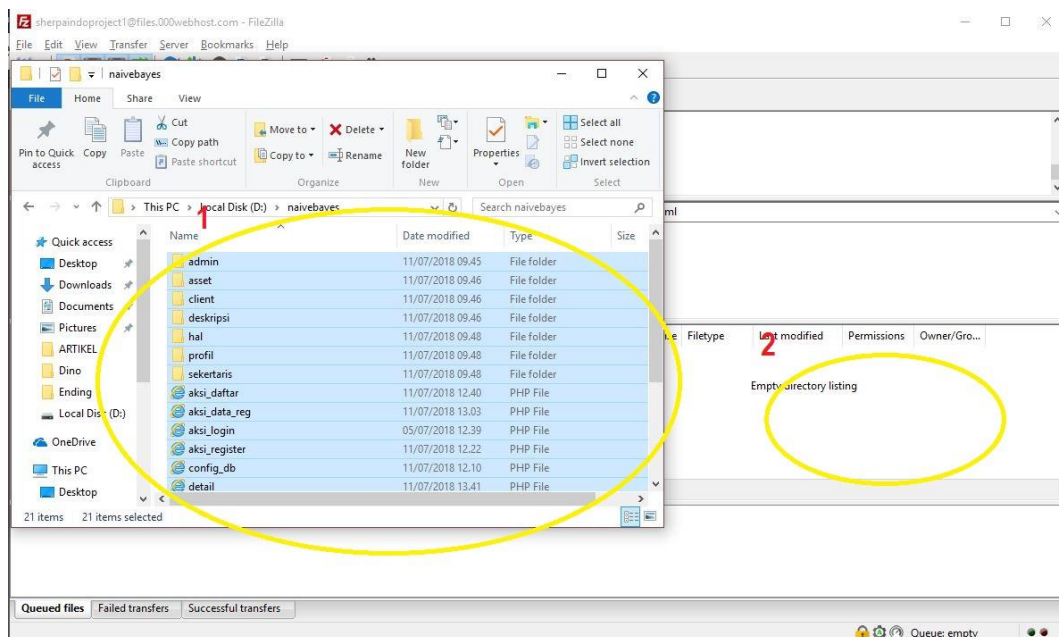 sherpaindoproject1@files.000webhost.com - FileZilla
File Edit View Transfer Server Bookmarks Help
naivebayes
File Home Share View
Pin to Quick access
Copy
Paste
Cut
Copy path
Paste shortcut
Clipboard
Move to
Copy to
Delete
Rename
Organize
New folder
New
Properties
Open
Select all
Select none
Invert selection
Select
1
This PC > Local Disk (D:) > naivebayes
Search naivebayes
ml
Quick access
Desktop
Downloads
Documents
Pictures
ARTIKEL
Dino
Ending
Local Disk (D:)
OneDrive
This PC
Desktop
Name Date modified Type Size
admin 11/07/2018 09.45 File folder
asset 11/07/2018 09.46 File folder
client 11/07/2018 09.46 File folder
deskripsi 11/07/2018 09.46 File folder
hal 11/07/2018 09.48 File folder
profil 11/07/2018 09.48 File folder
sekertaris 11/07/2018 09.48 File folder
aksi_daftar 11/07/2018 12.40 PHP File
aksi_data_reg 11/07/2018 13.03 PHP File
aksi_login 05/07/2018 12.39 PHP File
aksi_register 11/07/2018 12.22 PHP File
config_db 11/07/2018 12.10 PHP File
detail 11/07/2018 13.41 PHP File
21 items 21 items selected
Filetype Last modified Permissions Owner/Gro...
2
Empty directory listing
Queued files Failed transfers Successful transfers
Queue: empty